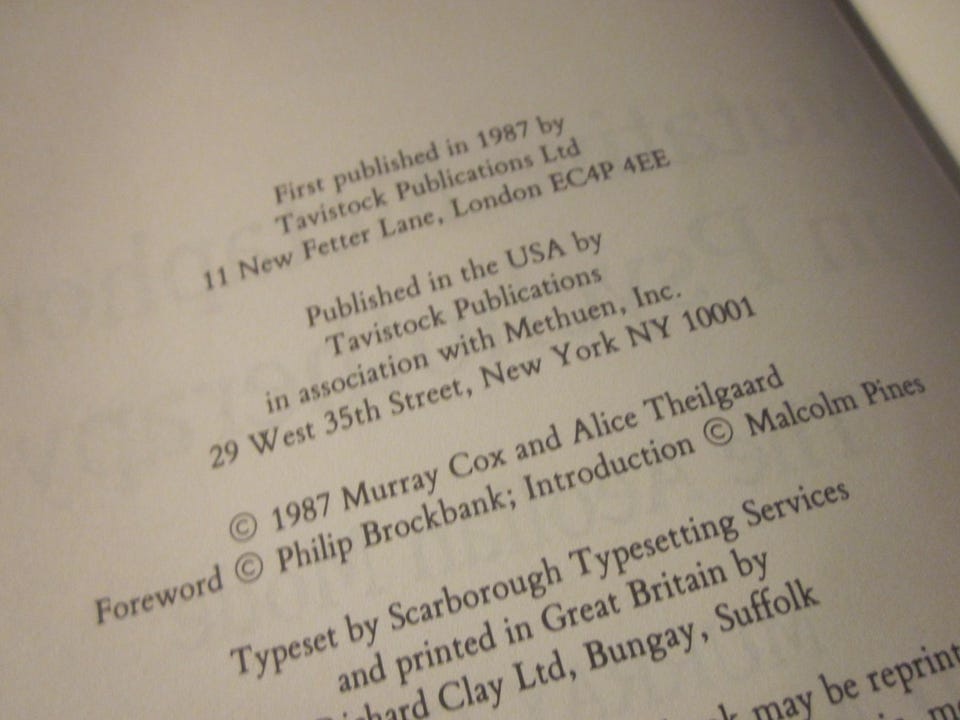 First published in 1987 by
Tavistock Publications Ltd
11 New Fetter Lane, London EC4P 4EE
Published in the USA by
Tavistock Publications
in association with Methuen, Inc.
29 West 35th Street, New York NY 10001
© 1987 Murray Cox and Alice Theilgaard
Foreword © Philip Brockbank; Introduction © Malcolm Pines
Typeset by Scarborough Typesetting Services
and printed in Great Britain by
Richard Clay Ltd, Bungay, Suffolk
may be reprint